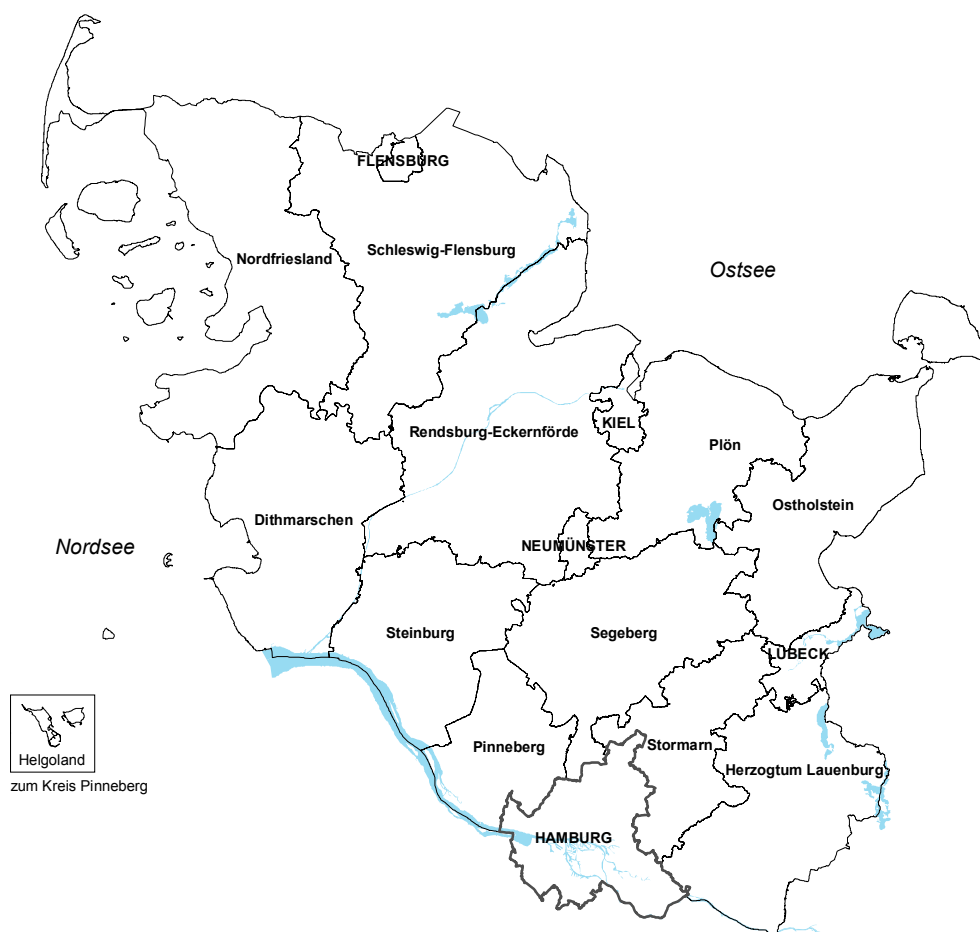 FLENSBURG
Schleswig-Flensburg
Nordfriesland
Ostsee
KIEL
Rendsburg-Eckernförde
Plön
Ostholstein
Dithmarschen
Nordsee
NEUMÜNSTER
Steinburg
Segeberg
LÜBECK
Pinneberg
Stormarn
Helgoland
Herzogtum Lauenburg
zum Kreis Pinneberg
HAMBURG